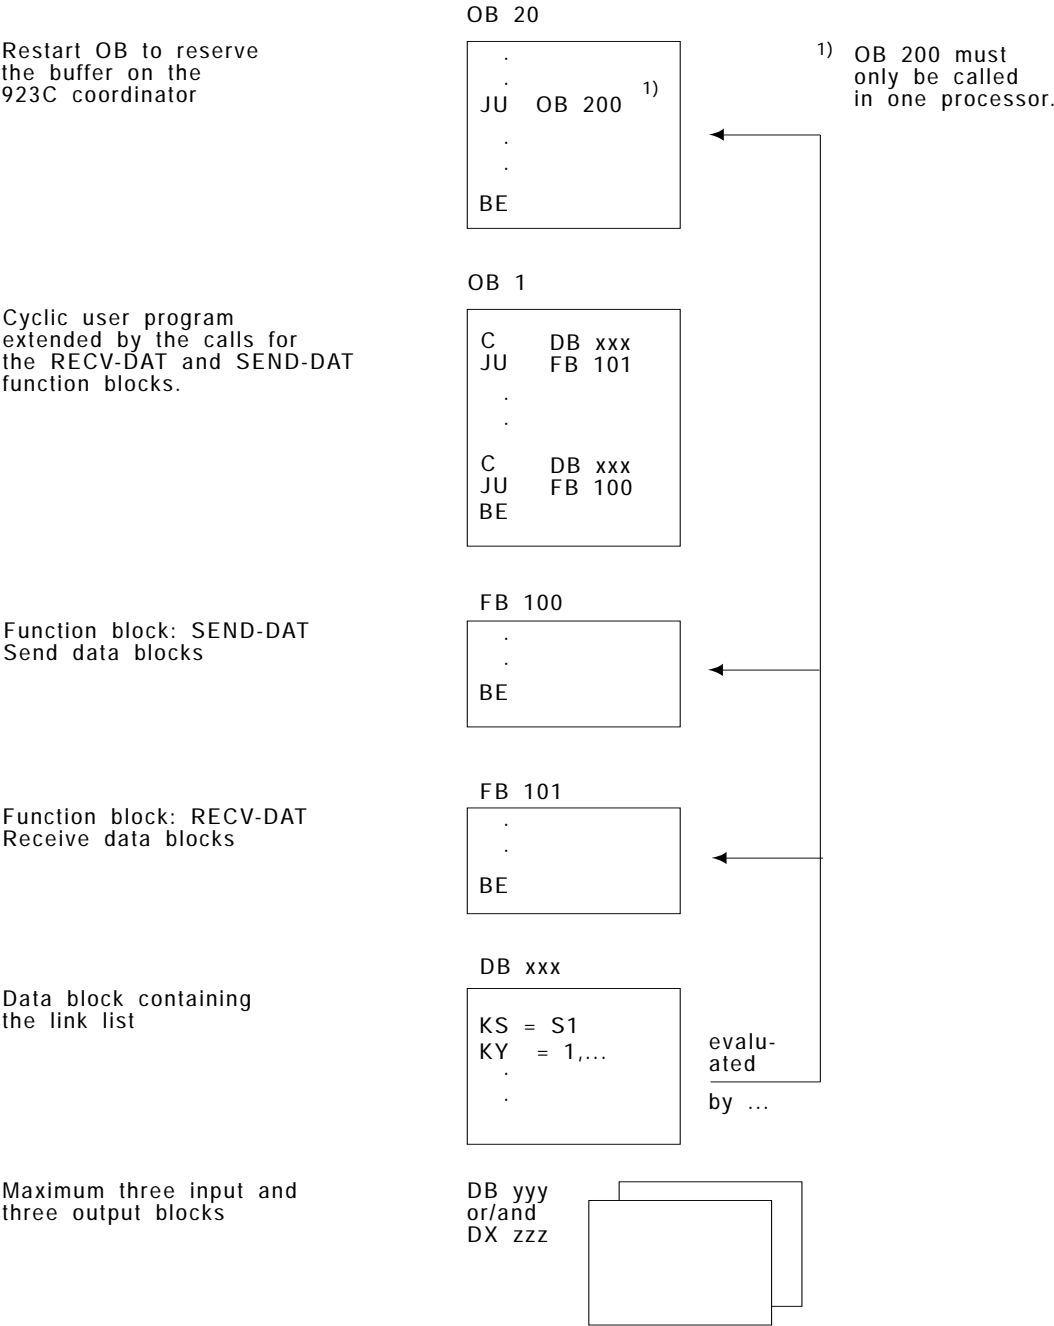 OB 20
Restart OB to reserve
the buffer on the
923C coordinator
.
.
JU OB 200 1)
.
.
BE
1) OB 200 must
only be called
in one processor.
OB 1
Cyclic user program
extended by the calls for
the RECV-DAT and SEND-DAT
function blocks.
C DB xxx
JU FB 101
.
.
C DB xxx
JU FB 100
BE
FB 100
Function block: SEND-DAT
Send data blocks
.
.
BE
FB 101
Function block: RECV-DAT
Receive data blocks
.
.
BE
DB xxx
Data block containing
the link list
KS = S1
KY = 1,...
.
.
evalu-
ated
by ...
Maximum three input and
three output blocks
DB yyy
or/and
DX zzz